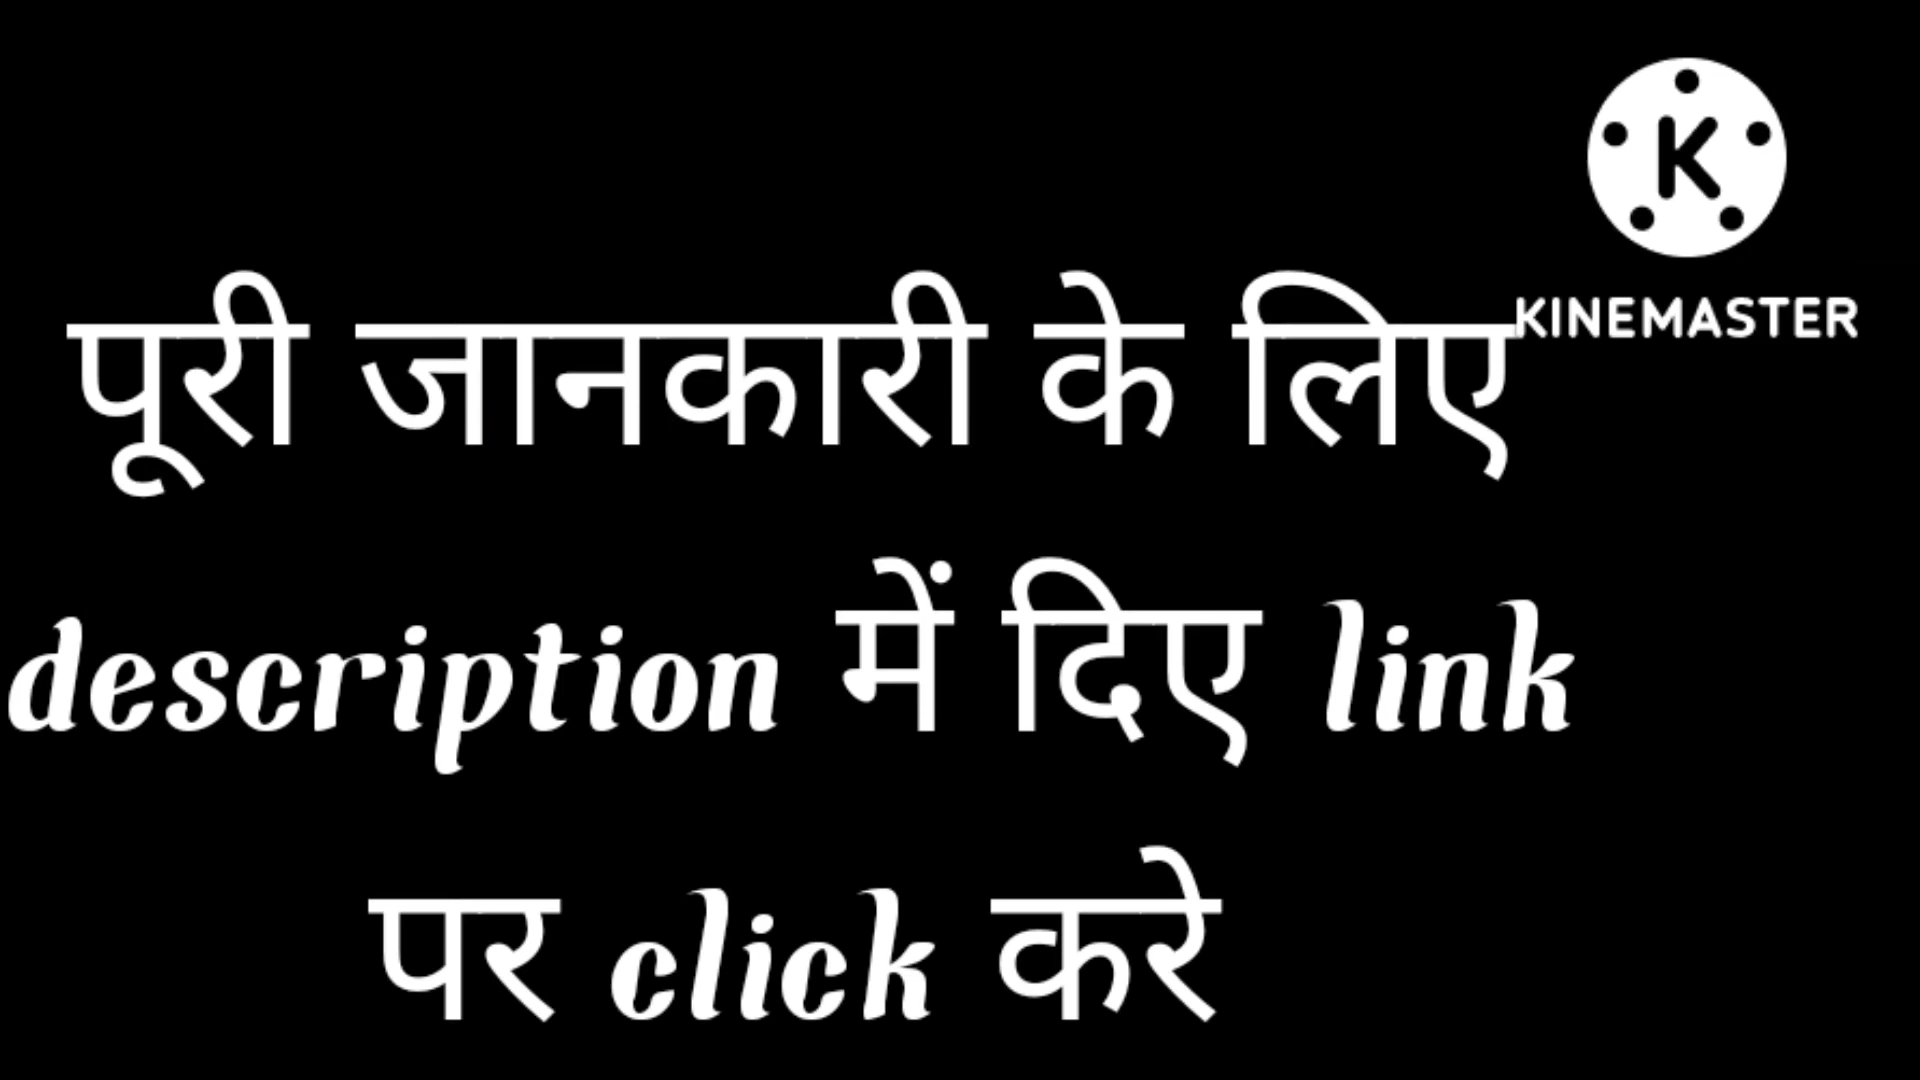 K
KINEMASTER
पूरी जानकारी के लिए
description में दिए link
पर click करे